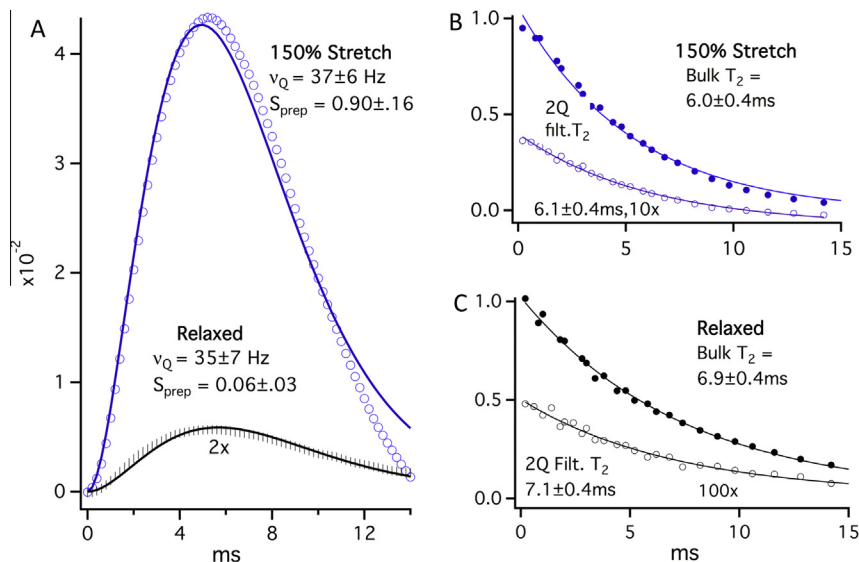 A
150% Stretch
νQ = 37±6 Hz
Sprep = 0.90±.16
Relaxed
νQ = 35±7 Hz
Sprep = 0.06±.03
2x
x10⁻²
4
2
0
0
4
8
12
ms
B
150% Stretch
Bulk T2 =
6.0±0.4ms
2Q
filt.T2
6.1±0.4ms,10x
1.0
0.5
0.0
0
5
10
15
C
Relaxed
Bulk T2 =
6.9±0.4ms
2Q Filt. T2
7.1±0.4ms
100x
1.0
0.5
0.0
0
5
10
15
ms